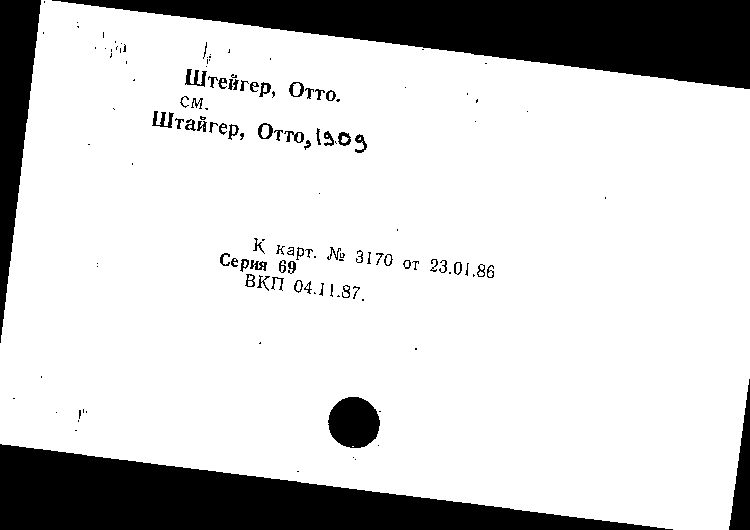 Штейгер, Отто.
см.
Штайгер, Отто, 1909
К карт. № 3170 от 23.01.86
Серия 69
ВКП 04.11.87.